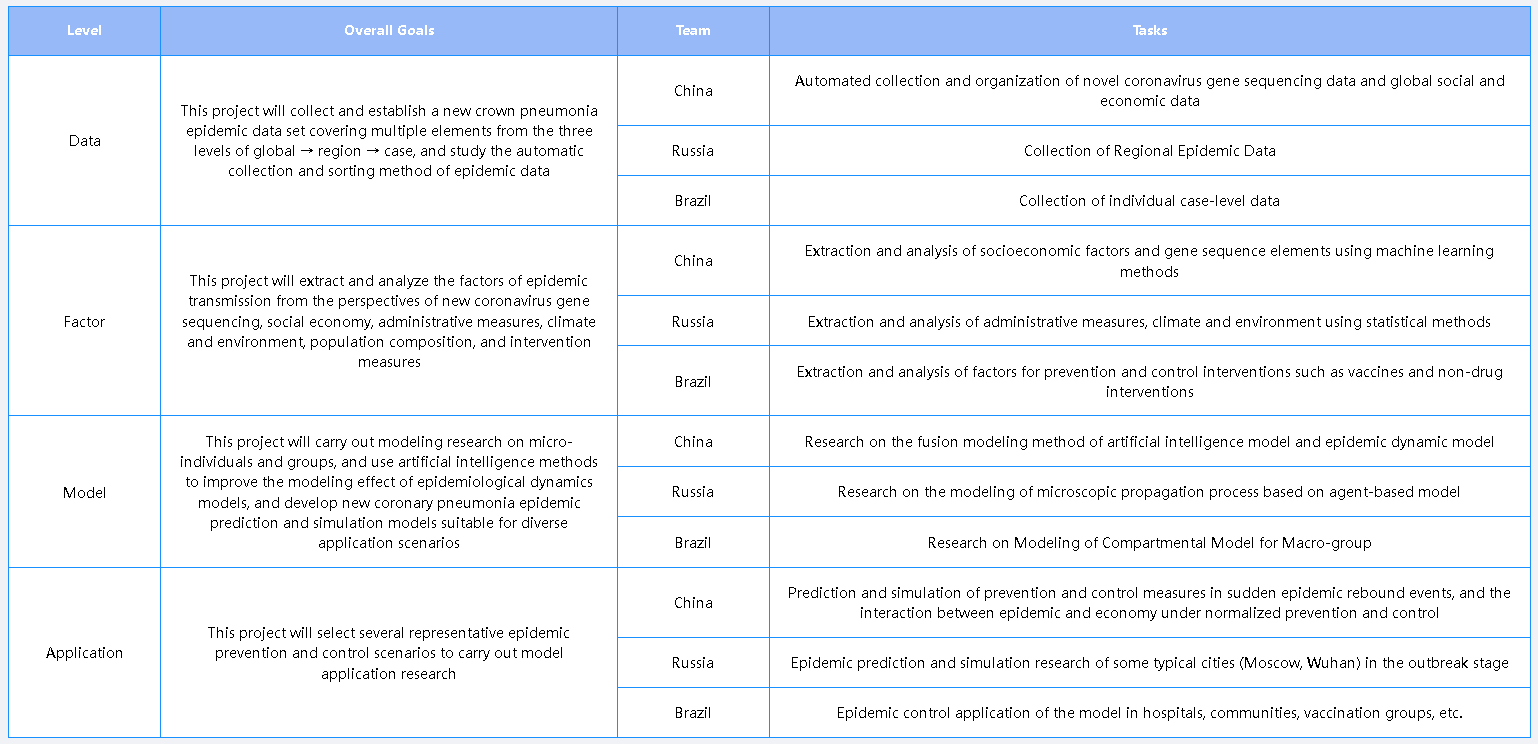 Level
Overall Goals
Team
Tasks
Data
This project will collect and establish a new crown pneumonia
epidemic data set covering multiple elements from the three
levels of global → region → case, and study the automatic
collection and sorting method of epidemic data
China
Automated collection and organization of novel coronavirus gene sequencing data and global social and
economic data
Russia
Collection of Regional Epidemic Data
Brazil
Collection of individual case-level data
Factor
This project will extract and analyze the factors of epidemic
transmission from the perspectives of new coronavirus gene
sequencing, social economy, administrative measures, climate
and environment, population composition, and intervention
measures
China
Extraction and analysis of socioeconomic factors and gene sequence elements using machine learning
methods
Russia
Extraction and analysis of administrative measures, climate and environment using statistical methods
Brazil
Extraction and analysis of factors for prevention and control interventions such as vaccines and non-drug
interventions
Model
This project will carry out modeling research on micro-
individuals and groups, and use artificial intelligence methods
to improve the modeling effect of epidemiological dynamics
models, and develop new coronary pneumonia epidemic
prediction and simulation models suitable for diverse
application scenarios
China
Research on the fusion modeling method of artificial intelligence model and epidemic dynamic model
Russia
Research on the modeling of microscopic propagation process based on agent-based model
Brazil
Research on Modeling of Compartmental Model for Macro-group
Application
This project will select several representative epidemic
prevention and control scenarios to carry out model
application research
China
Prediction and simulation of prevention and control measures in sudden epidemic rebound events, and the
interaction between epidemic and economy under normalized prevention and control
Russia
Epidemic prediction and simulation research of some typical cities (Moscow, Wuhan) in the outbreak stage
Brazil
Epidemic control application of the model in hospitals, communities, vaccination groups, etc.